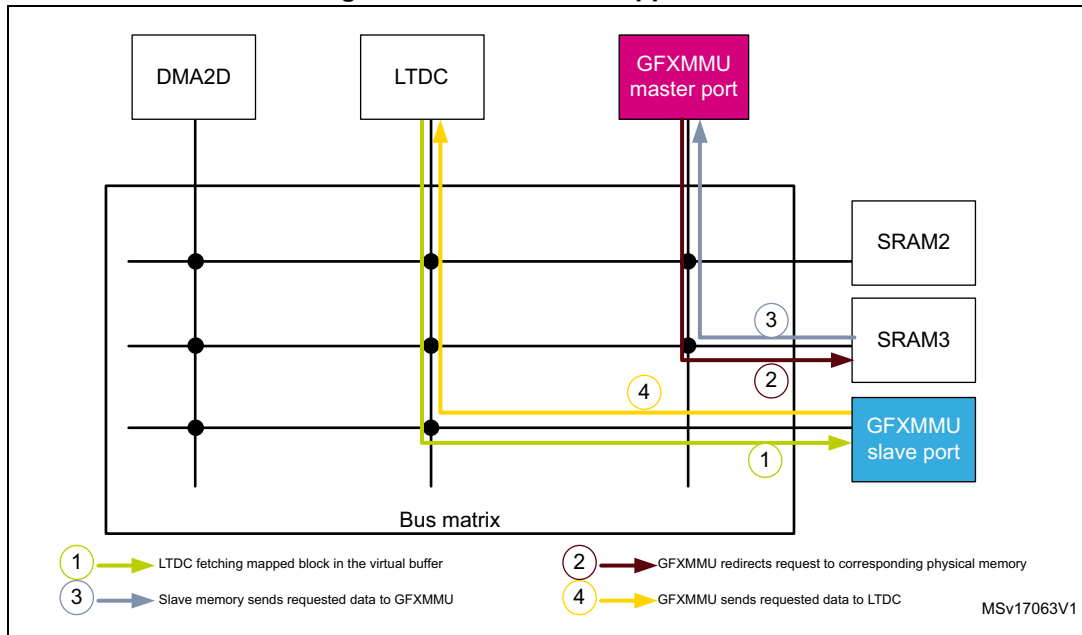 DMA2D
LTDC
GFXMMU
master port
SRAM2
SRAM3
3
2
4
GFXMMU
slave port
1
Bus matrix
1 LTDC fetching mapped block in the virtual buffer
2 GFXMMU redirects request to corresponding physical memory
3 Slave memory sends requested data to GFXMMU
4 GFXMMU sends requested data to LTDC
MSv17063V1